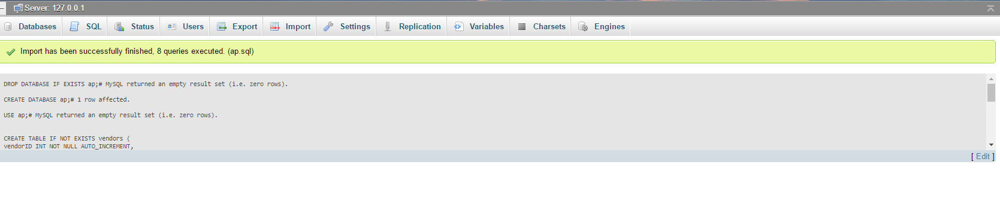 Server: 127.0.0.1
Databases SQL Status Users Export Import Settings Replication Variables Charsets Engines
Import has been successfully finished, 8 queries executed. (ap.sql)
DROP DATABASE IF EXISTS ap;# MySQL returned an empty result set (i.e. zero rows).
CREATE DATABASE ap;# 1 row affected.
USE ap;# MySQL returned an empty result set (i.e. zero rows).
CREATE TABLE IF NOT EXISTS vendors (
vendorID INT NOT NULL AUTO_INCREMENT,
[ Edit ]